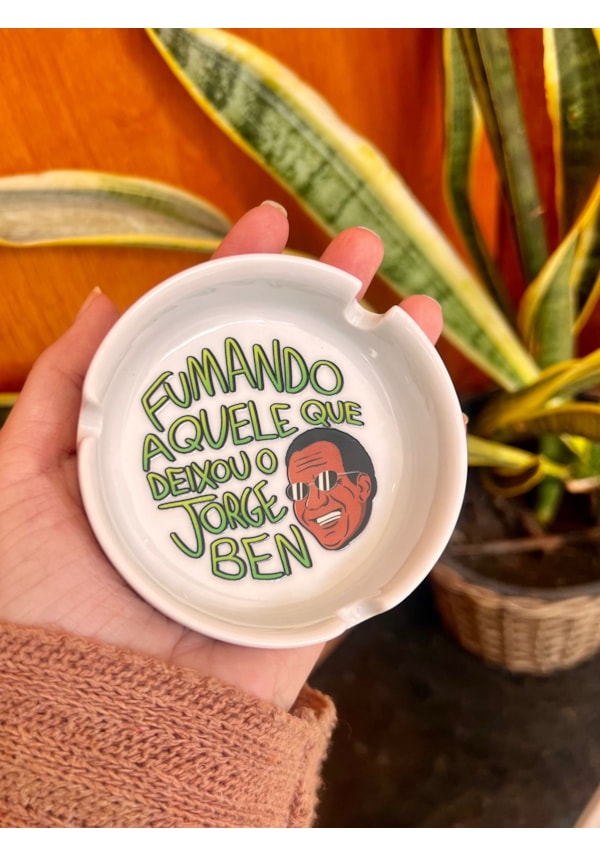 FUMANDO
AQUELE QUE
DEIXOU O
JORGE
BEN